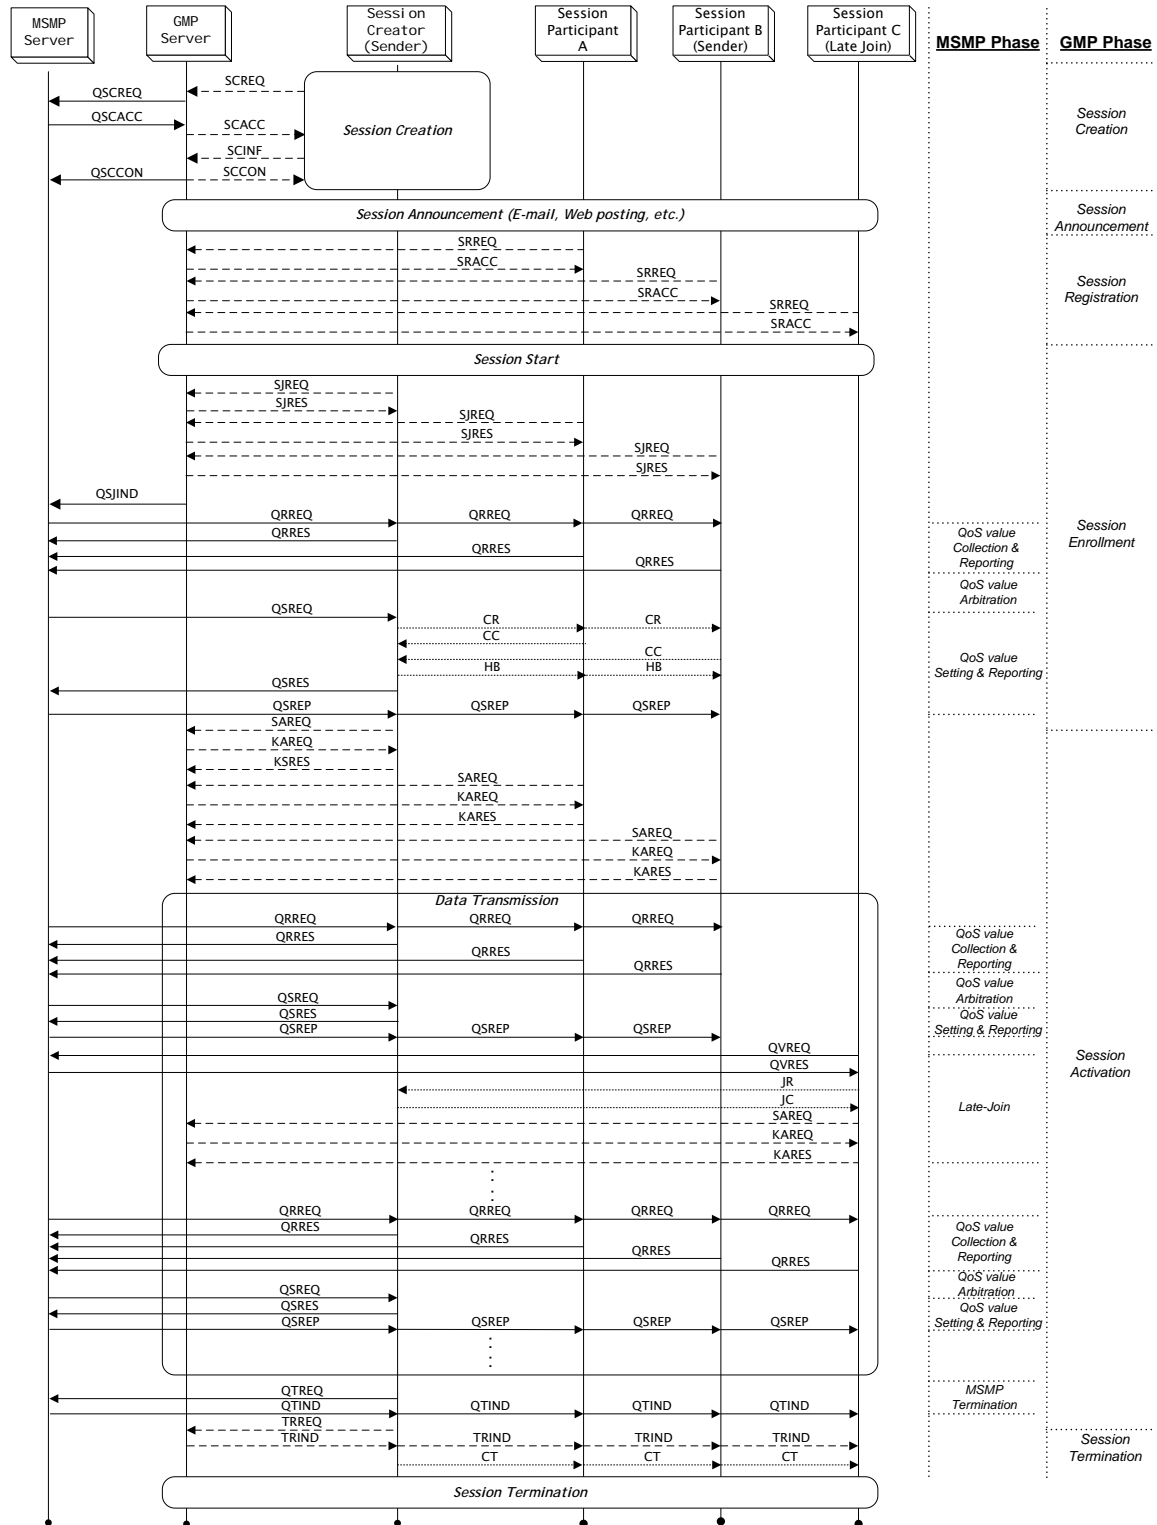 MSMP
Server
GMP
Server
Session
Creator
(Sender)
Session
Participant
A
Session
Participant B
(Sender)
Session
Participant C
(Late Join)
MSMP Phase
GMP Phase
SCREQ
QSCREQ
QSCACC
SCACC
Session Creation
SCINF
QSCCON
SCCON
Session
Creation
Session Announcement (E-mail, Web posting, etc.)
Session
Announcement
SRREQ
SRACC
SRREQ
SRACC
SRREQ
SRACC
Session
Registration
Session Start
SJREQ
SJRES
SJREQ
SJRES
SJREQ
SJRES
QSJIND
QRREQ
QRREQ
QRREQ
QRRES
QRRES
QRRES
QoS value
Collection &
Reporting
Session
Enrollment
QoS value
Arbitration
QSREQ
CR
CR
CC
CC
HB
HB
QSRES
QoS value
Setting & Reporting
QSREP
QSREP
QSREP
SAREQ
KAREQ
KSRES
SAREQ
KAREQ
KARES
SAREQ
KAREQ
KARES
Data Transmission
QRREQ
QRREQ
QRREQ
QRRES
QRRES
QRRES
QoS value
Collection &
Reporting
QSREQ
QoS value
Arbitration
QSRES
QSREP
QSREP
QSREP
QoS value
Setting & Reporting
QVREQ
QVRES
JR
JC
SAREQ
KAREQ
KARES
Late-Join
Session
Activation
QRREQ
QRREQ
QRREQ
QRREQ
QRRES
QRRES
QRRES
QRRES
QoS value
Collection &
Reporting
QSREQ
QoS value
Arbitration
QSRES
QSREP
QSREP
QSREP
QSREP
QoS value
Setting & Reporting
QTREQ
QTIND
QTIND
QTIND
QTIND
MSMP
Termination
TRREQ
TRIND
TRIND
TRIND
TRIND
CT
CT
CT
Session
Termination
Session Termination